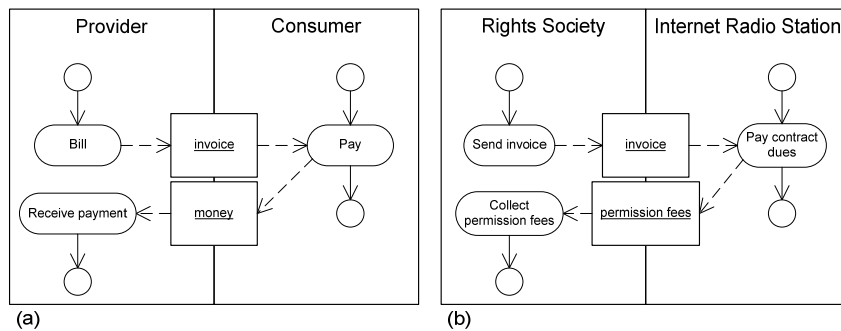 Provider
Consumer
Bill
invoice
Pay
Receive payment
money
(a)
Rights Society
Internet Radio Station
Send invoice
invoice
Pay contract
dues
Collect
permission fees
permission fees
(b)